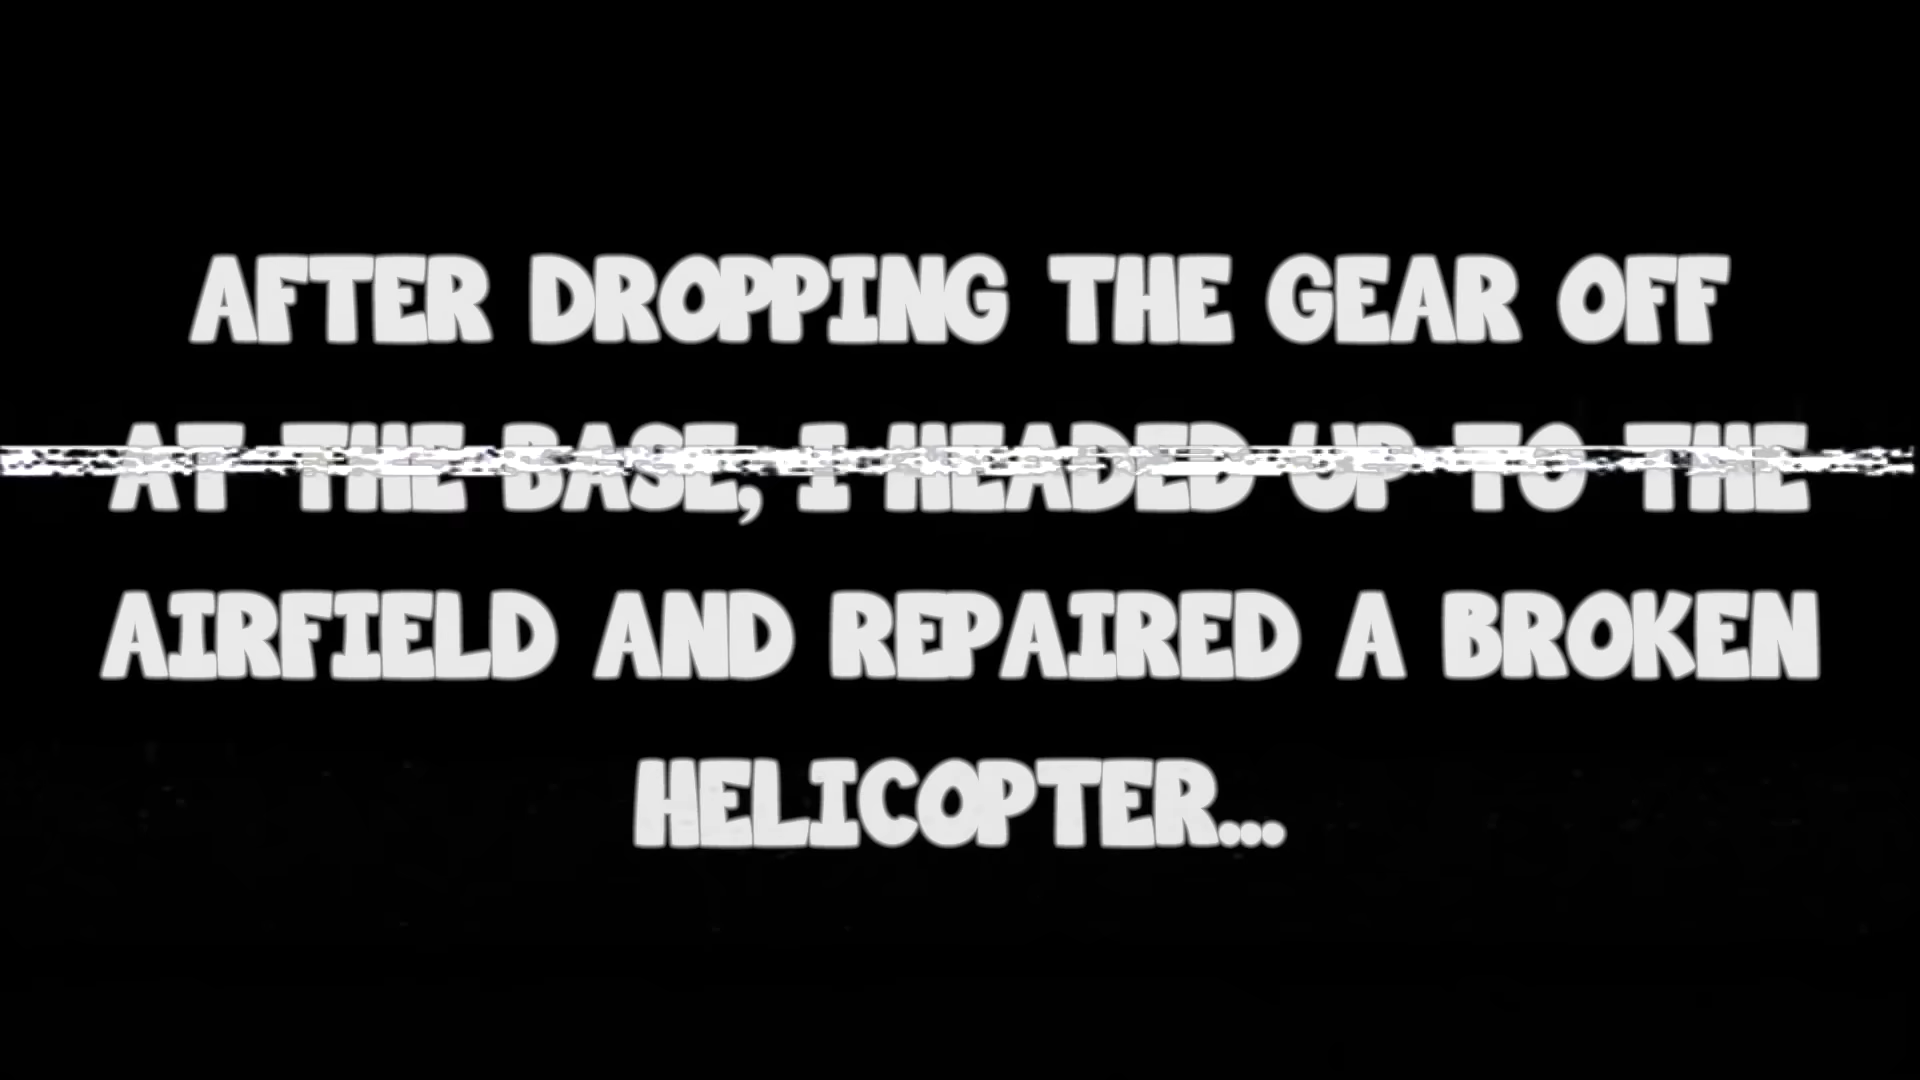 AFTER DROPPING THE GEAR OFF
AT THE BASE, I HEADED UP TO THE
AIRFIELD AND REPAIRED A BROKEN
HELICOPTER...